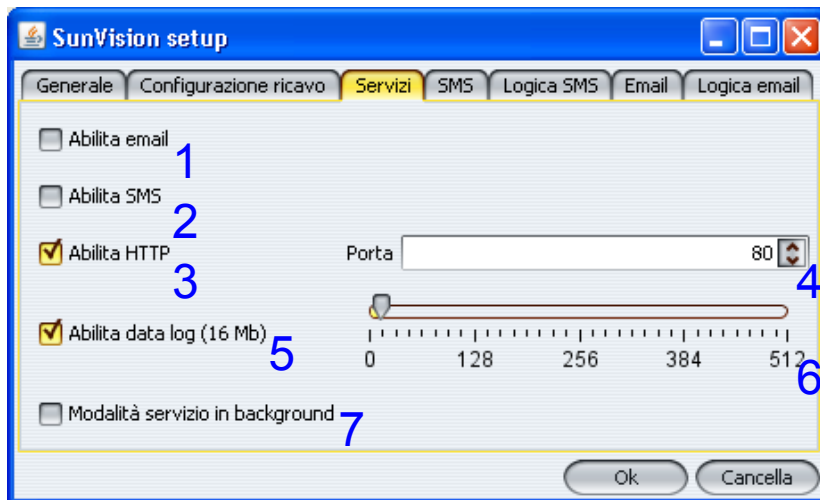 SunVision setup
Generale Configurazione ricavo Servizi SMS Logica SMS Email Logica email
Abilita email 1
Abilita SMS 2
Abilita HTTP 3 Porta 80 4
Abilita data log (16 Mb) 5
0 128 256 384 512 6
Modalità servizio in background 7
Ok Cancella